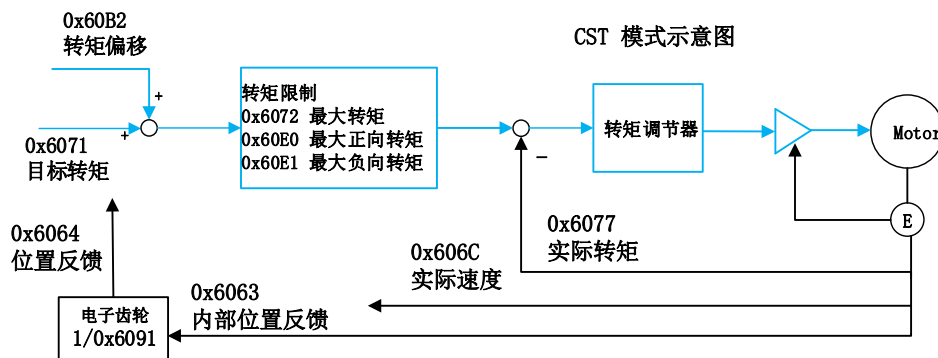 0x60B2
转矩偏移
CST 模式示意图
+
+
0x6071
目标转矩
转矩限制
0x6072 最大转矩
0x60E0 最大正向转矩
0x60E1 最大负向转矩
-
转矩调节器
Motor
E
0x6077
实际转矩
0x606C
实际速度
0x6064
位置反馈
0x6063
内部位置反馈
电子齿轮
1/0x6091